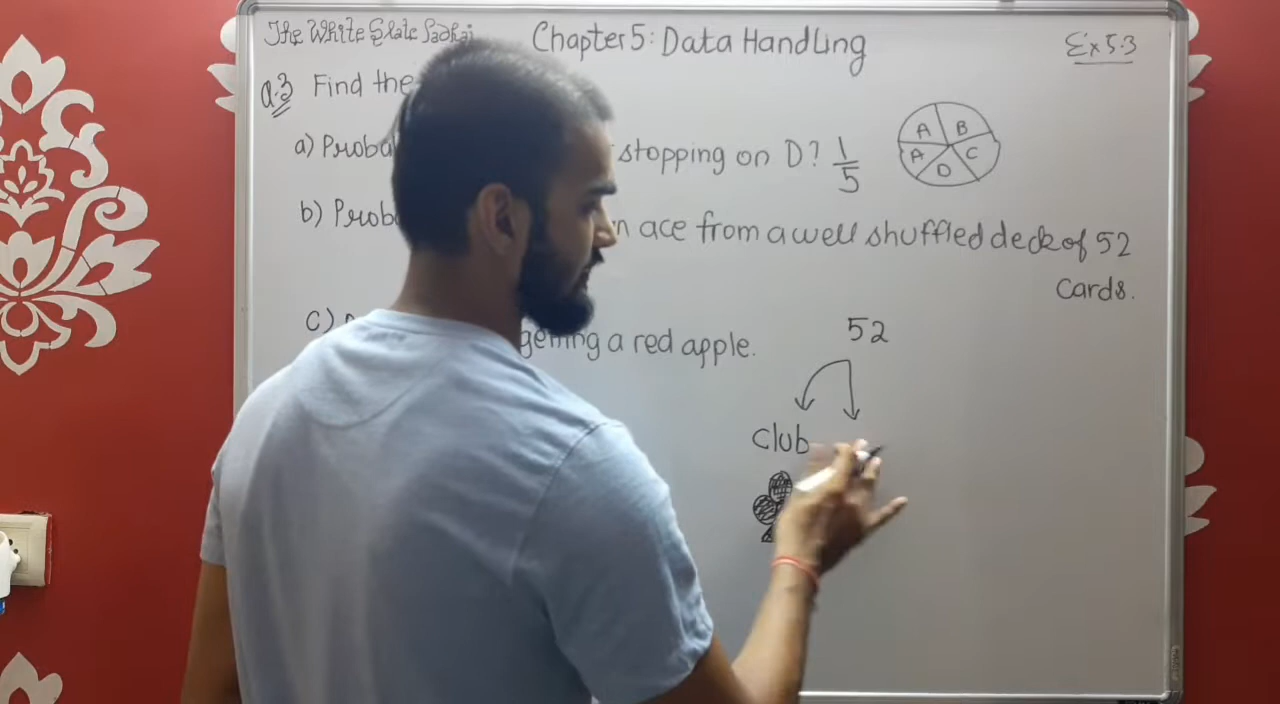 The White Slate Padhai
Chapter 5: Data Handling
Ex 5.3
Q.3 Find the
a) Proba stopping on D? 1/5
A B
A D C
b) Prob n ace from a well shuffled deck of 52
cards.
c) getting a red apple.
52
club